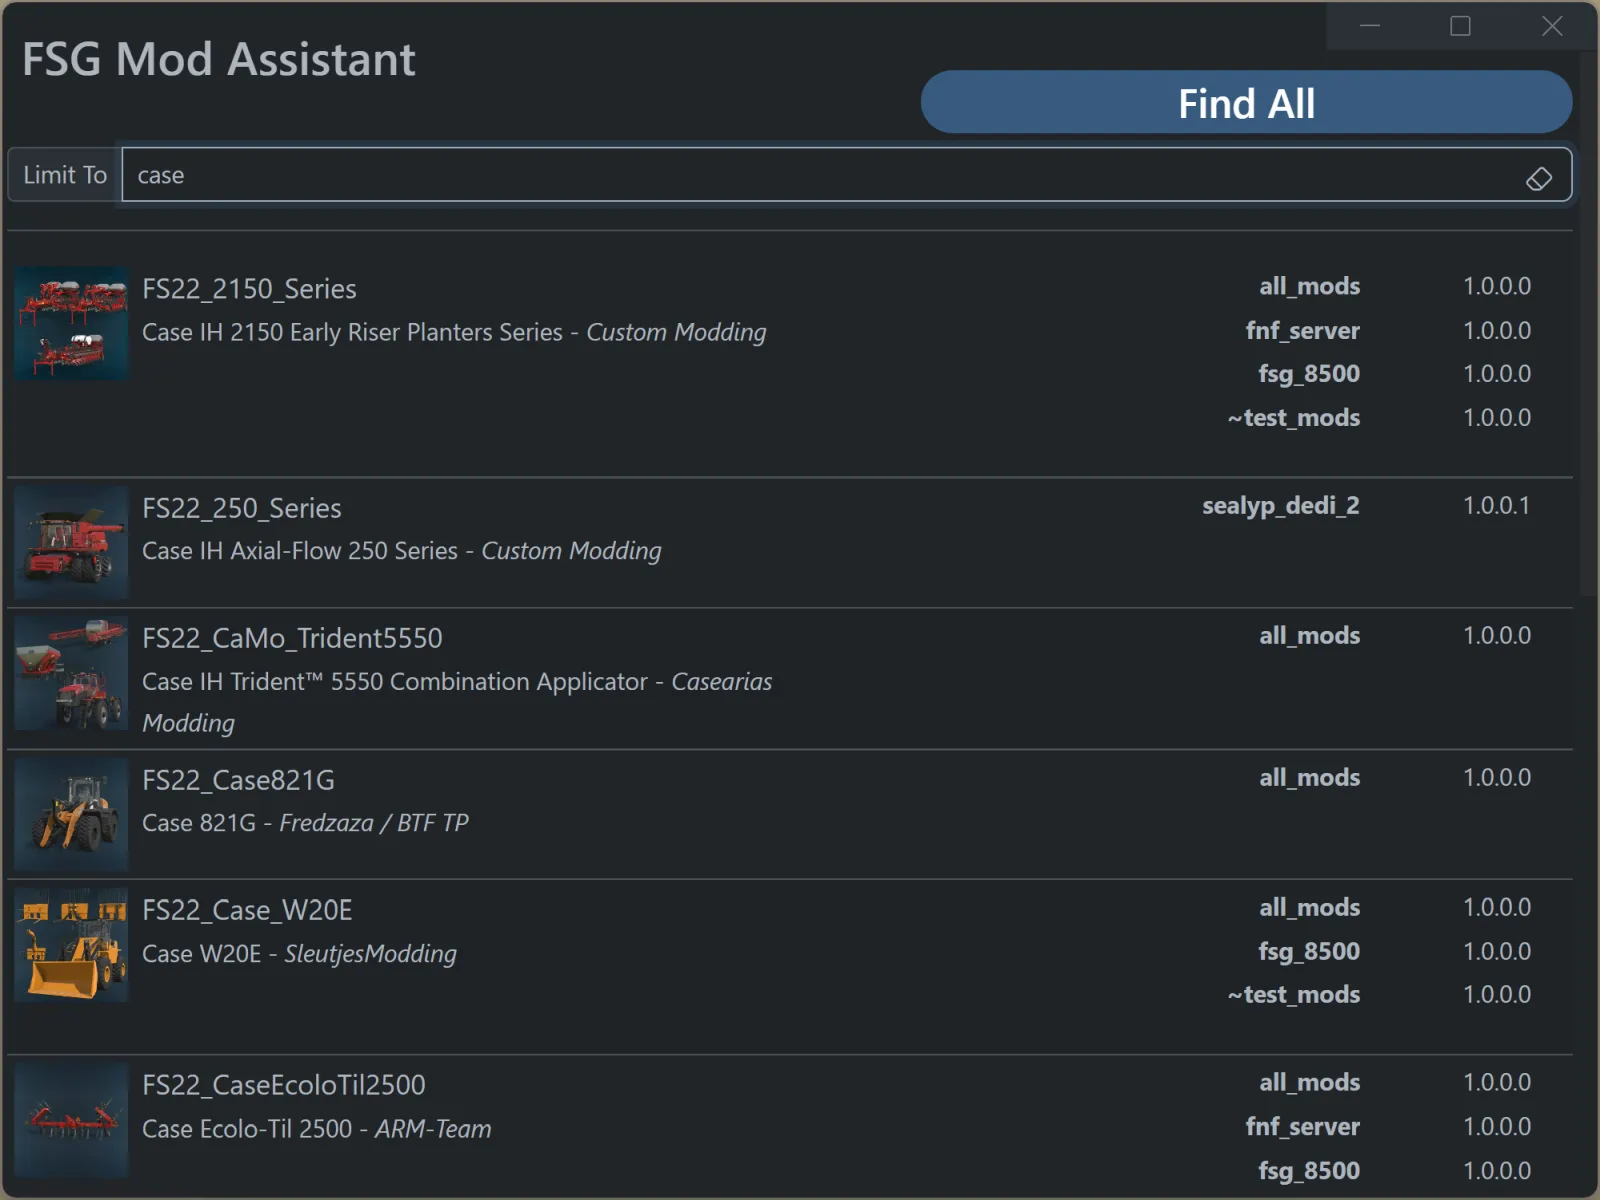 FSG Mod Assistant
Find All
Limit To case
FS22_2150_Series
Case IH 2150 Early Riser Planters Series - Custom Modding
all_mods 1.0.0.0
fnf_server 1.0.0.0
fsg_8500 1.0.0.0
~test_mods 1.0.0.0
FS22_250_Series
Case IH Axial-Flow 250 Series - Custom Modding
sealyp_dedi_2 1.0.0.1
FS22_CaMo_Trident5550
Case IH Trident™ 5550 Combination Applicator - Casearias
Modding
all_mods 1.0.0.0
FS22_Case821G
Case 821G - Fredzaza / BTF TP
all_mods 1.0.0.0
FS22_Case_W20E
Case W20E - SleutjesModding
all_mods 1.0.0.0
fsg_8500 1.0.0.0
~test_mods 1.0.0.0
FS22_CaseEcoloTil2500
Case Ecolo-Til 2500 - ARM-Team
all_mods 1.0.0.0
fnf_server 1.0.0.0
fsg_8500 1.0.0.0